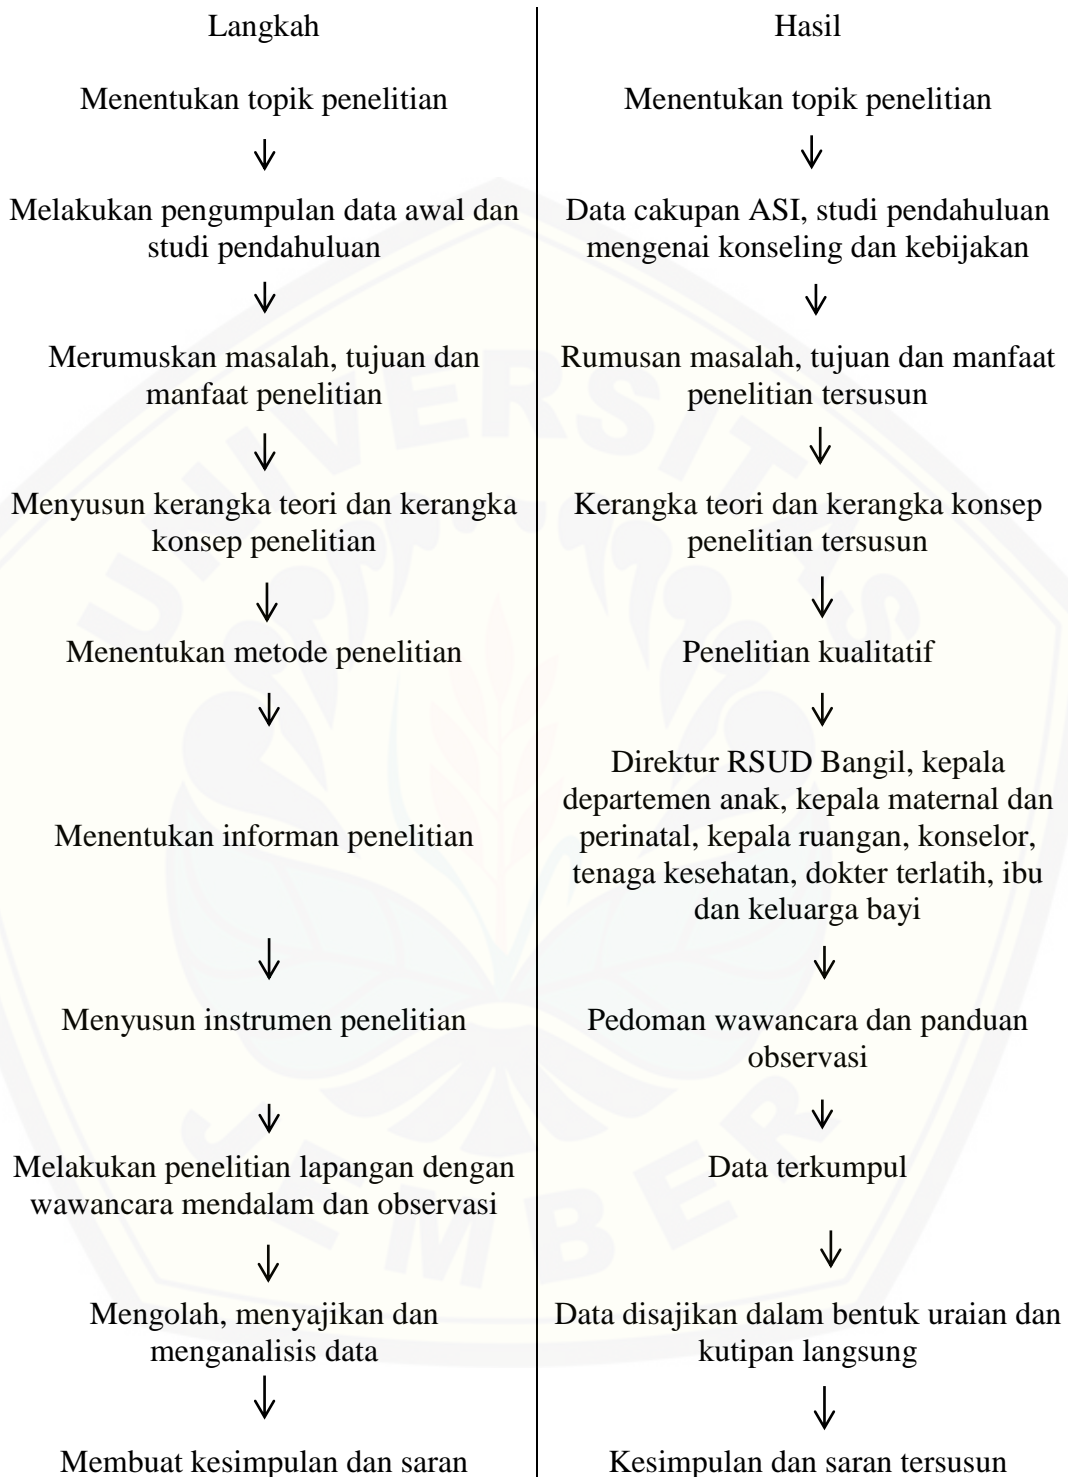 Langkah
Hasil
Menentukan topik penelitian
Menentukan topik penelitian
Melakukan pengumpulan data awal dan
studi pendahuluan
Data cakupan ASI, studi pendahuluan
mengenai konseling dan kebijakan
Merumuskan masalah, tujuan dan
manfaat penelitian
Rumusan masalah, tujuan dan manfaat
penelitian tersusun
Menyusun kerangka teori dan kerangka
konsep penelitian
Kerangka teori dan kerangka konsep
penelitian tersusun
Menentukan metode penelitian
Penelitian kualitatif
Menentukan informan penelitian
Direktur RSUD Bangil, kepala
departemen anak, kepala maternal dan
perinatal, kepala ruangan, konselor,
tenaga kesehatan, dokter terlatih, ibu
dan keluarga bayi
Menyusun instrumen penelitian
Pedoman wawancara dan panduan
observasi
Melakukan penelitian lapangan dengan
wawancara mendalam dan observasi
Data terkumpul
Mengolah, menyajikan dan
menganalisis data
Data disajikan dalam bentuk uraian dan
kutipan langsung
Membuat kesimpulan dan saran
Kesimpulan dan saran tersusun
UNIVERSITAS
JEMBER